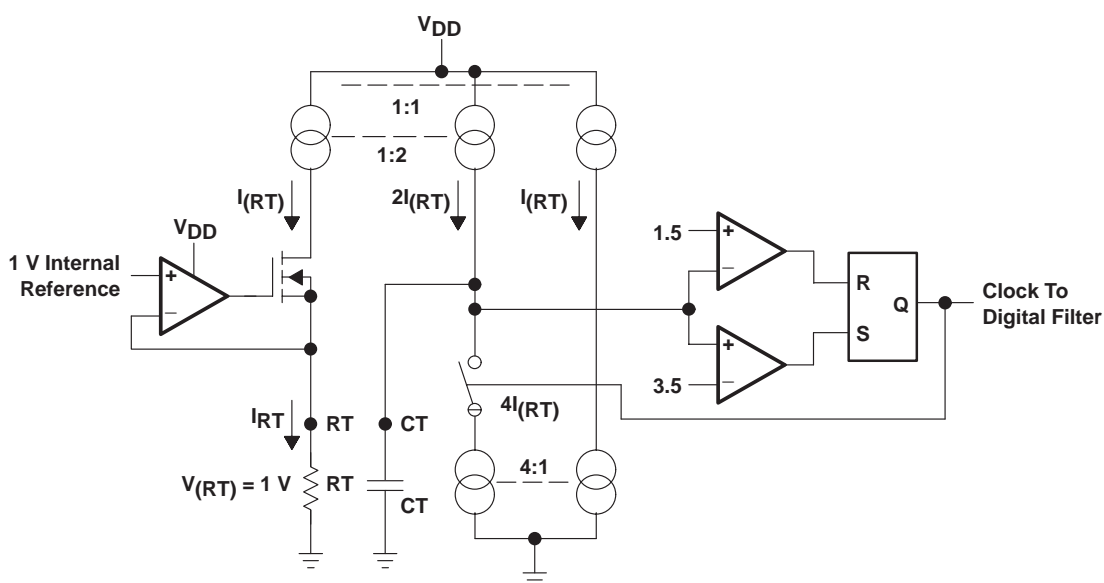 VDD
1:1
1:2
I(RT)
2I(RT)
I(RT)
VDD
1 V Internal
Reference
+
–
1.5
+
–
R
Q
S
Clock To
Digital Filter
+
–
3.5
4I(RT)
IRT
RT
CT
V(RT) = 1 V
RT
4:1
CT